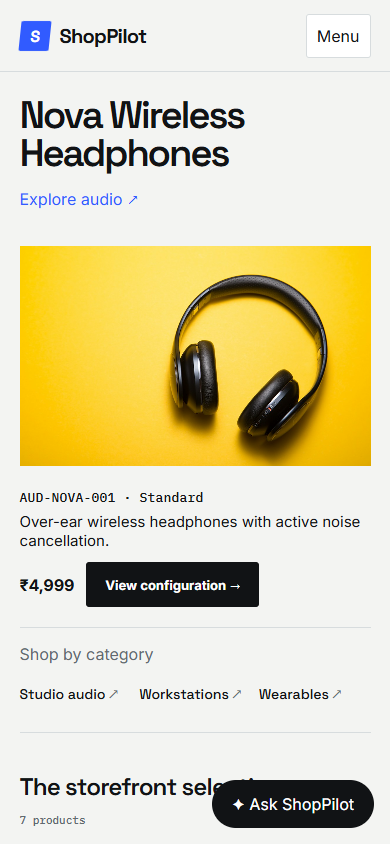 S ShopPilot
Menu
Nova Wireless
Headphones
Explore audio ↗
AUD-NOVA-001 · Standard
Over-ear wireless headphones with active noise
cancellation.
₹4,999
View configuration →
Shop by category
Studio audio ↗
Workstations ↗
Wearables ↗
The storefront
7 products
✦ Ask ShopPilot